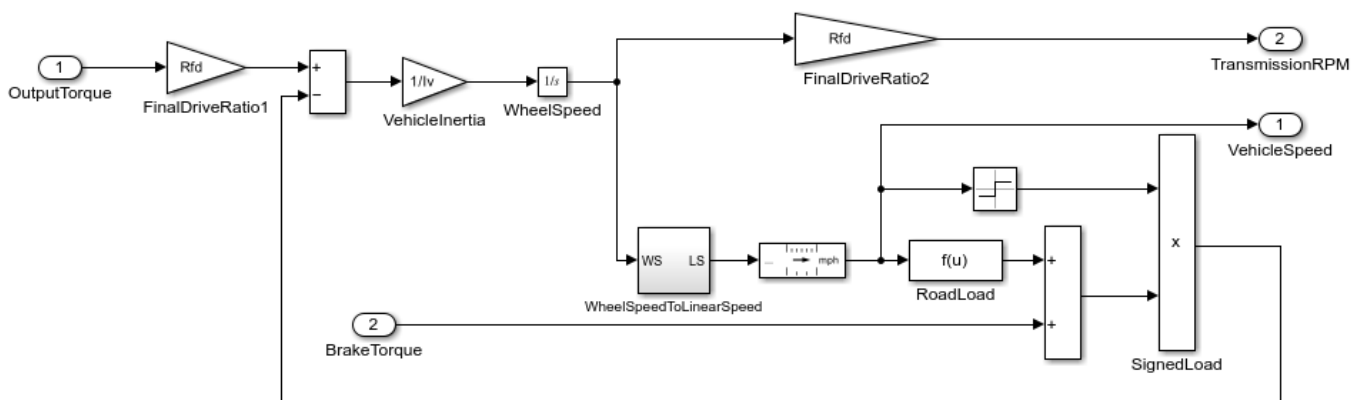 1
OutputTorque
Rfd
FinalDriveRatio1
+
−
1/Iv
VehicleInertia
1/s
WheelSpeed
Rfd
FinalDriveRatio2
2
TransmissionRPM
1
VehicleSpeed
WS LS
WheelSpeedToLinearSpeed
... mph
f(u)
RoadLoad
+
+
x
SignedLoad
2
BrakeTorque